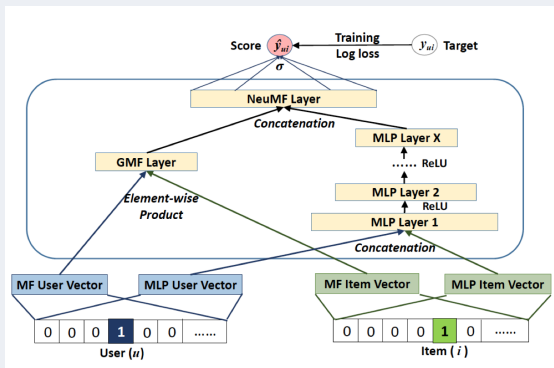 Score ŷui Training yui Target
Log loss
σ
NeuMF Layer
Concatenation
MLP Layer X
GMF Layer
...... ReLU
Element-wise
Product
MLP Layer 2
ReLU
MLP Layer 1
Concatenation
MF User Vector MLP User Vector MF Item Vector MLP Item Vector
0 0 0 1 0 0 ...... 0 0 0 0 1 0 ......
User (u) Item ( i )